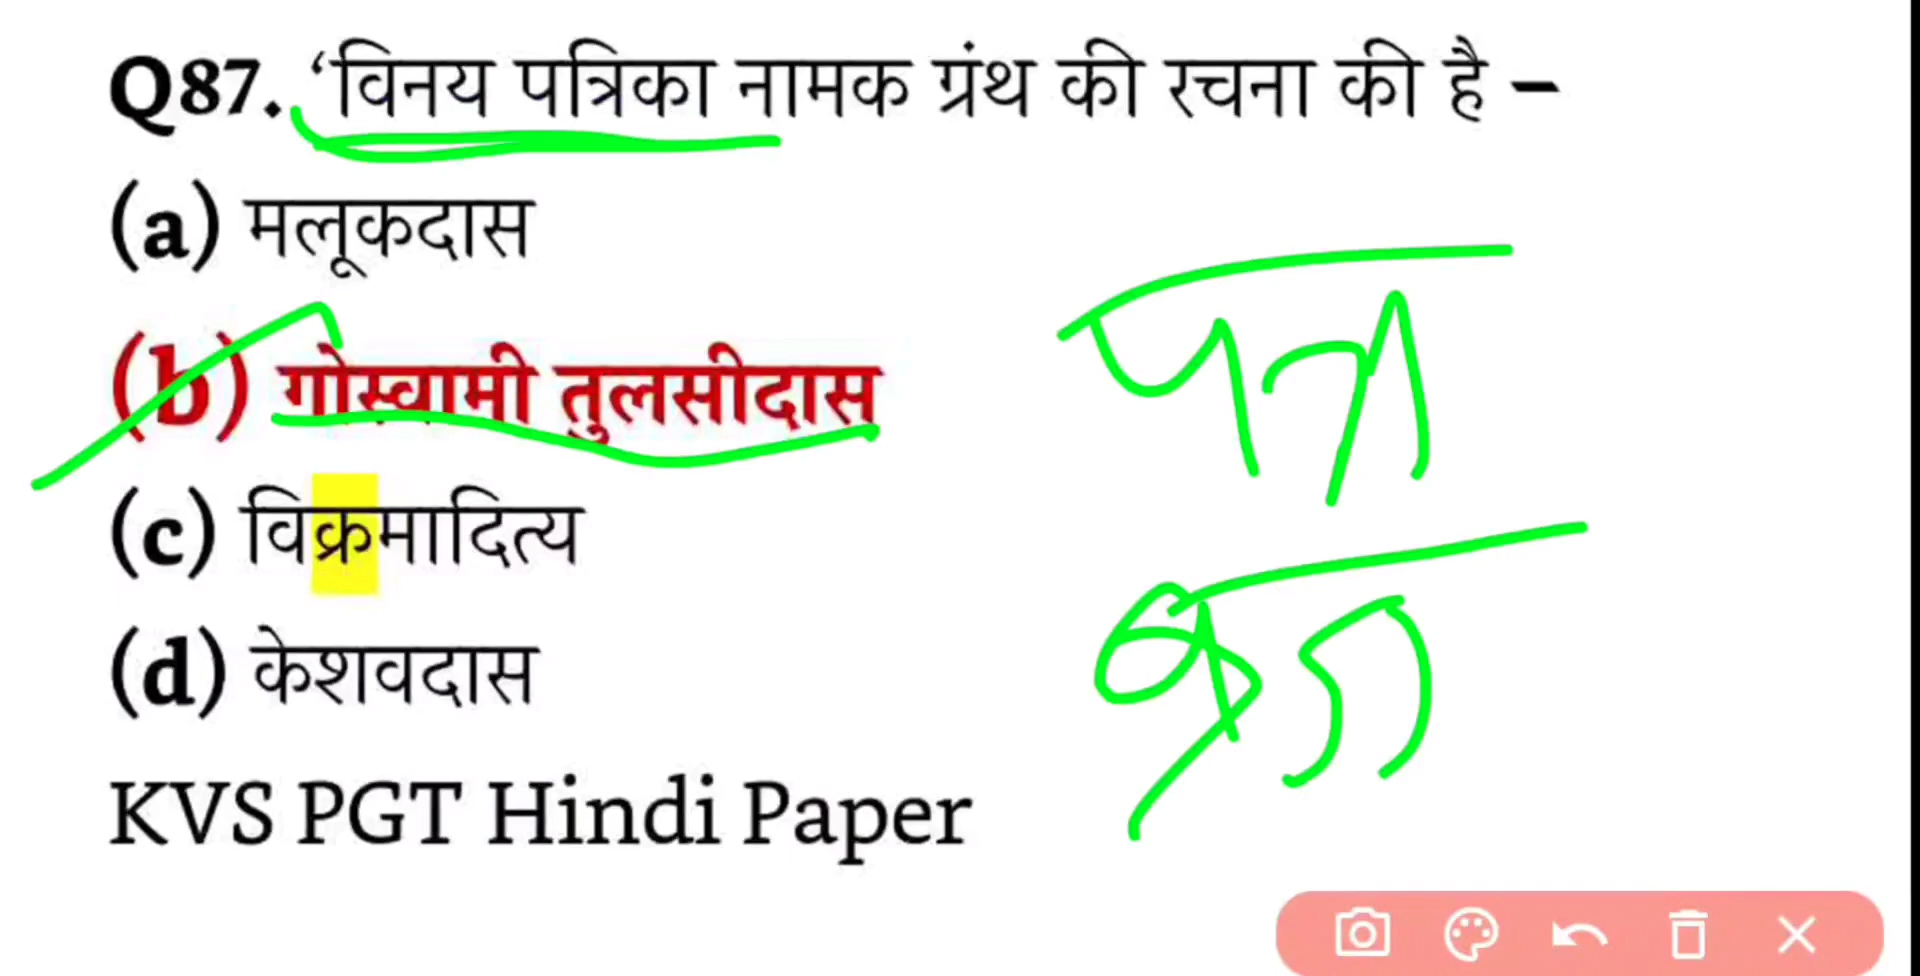 Q87. ‘विनय पत्रिका नामक ग्रंथ की रचना की है –
(a) मलूकदास
(b) गोस्वामी तुलसीदास
(c) विक्रमादित्य
(d) केशवदास
KVS PGT Hindi Paper